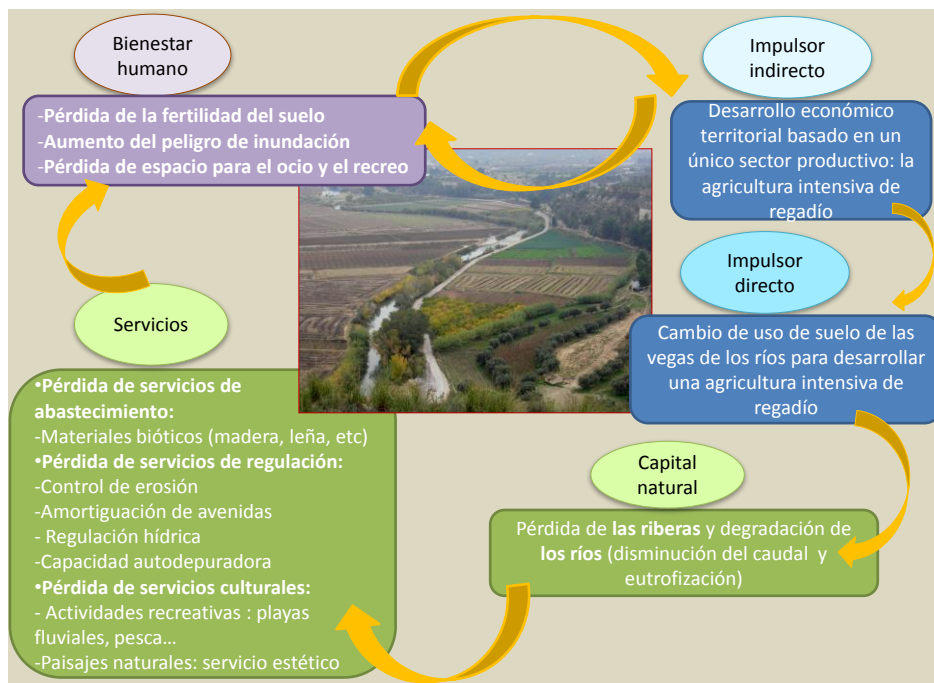 Bienestar
humano
-Pérdida de la fertilidad del suelo
-Aumento del peligro de inundación
-Pérdida de espacio para el ocio y el recreo
Impulsor
indirecto
Desarrollo económico
territorial basado en un
único sector productivo: la
agricultura intensiva de
regadío
Impulsor
directo
Cambio de uso de suelo de las
vegas de los ríos para desarrollar
una agricultura intensiva de
regadío
Capital
natural
Pérdida de las riberas y degradación de
los ríos (disminución del caudal y
eutrofización)
Servicios
•Pérdida de servicios de
abastecimiento:
-Materiales bióticos (madera, leña, etc)
•Pérdida de servicios de regulación:
-Control de erosión
-Amortiguación de avenidas
- Regulación hídrica
-Capacidad autodepuradora
•Pérdida de servicios culturales:
- Actividades recreativas : playas
fluviales, pesca…
-Paisajes naturales: servicio estético